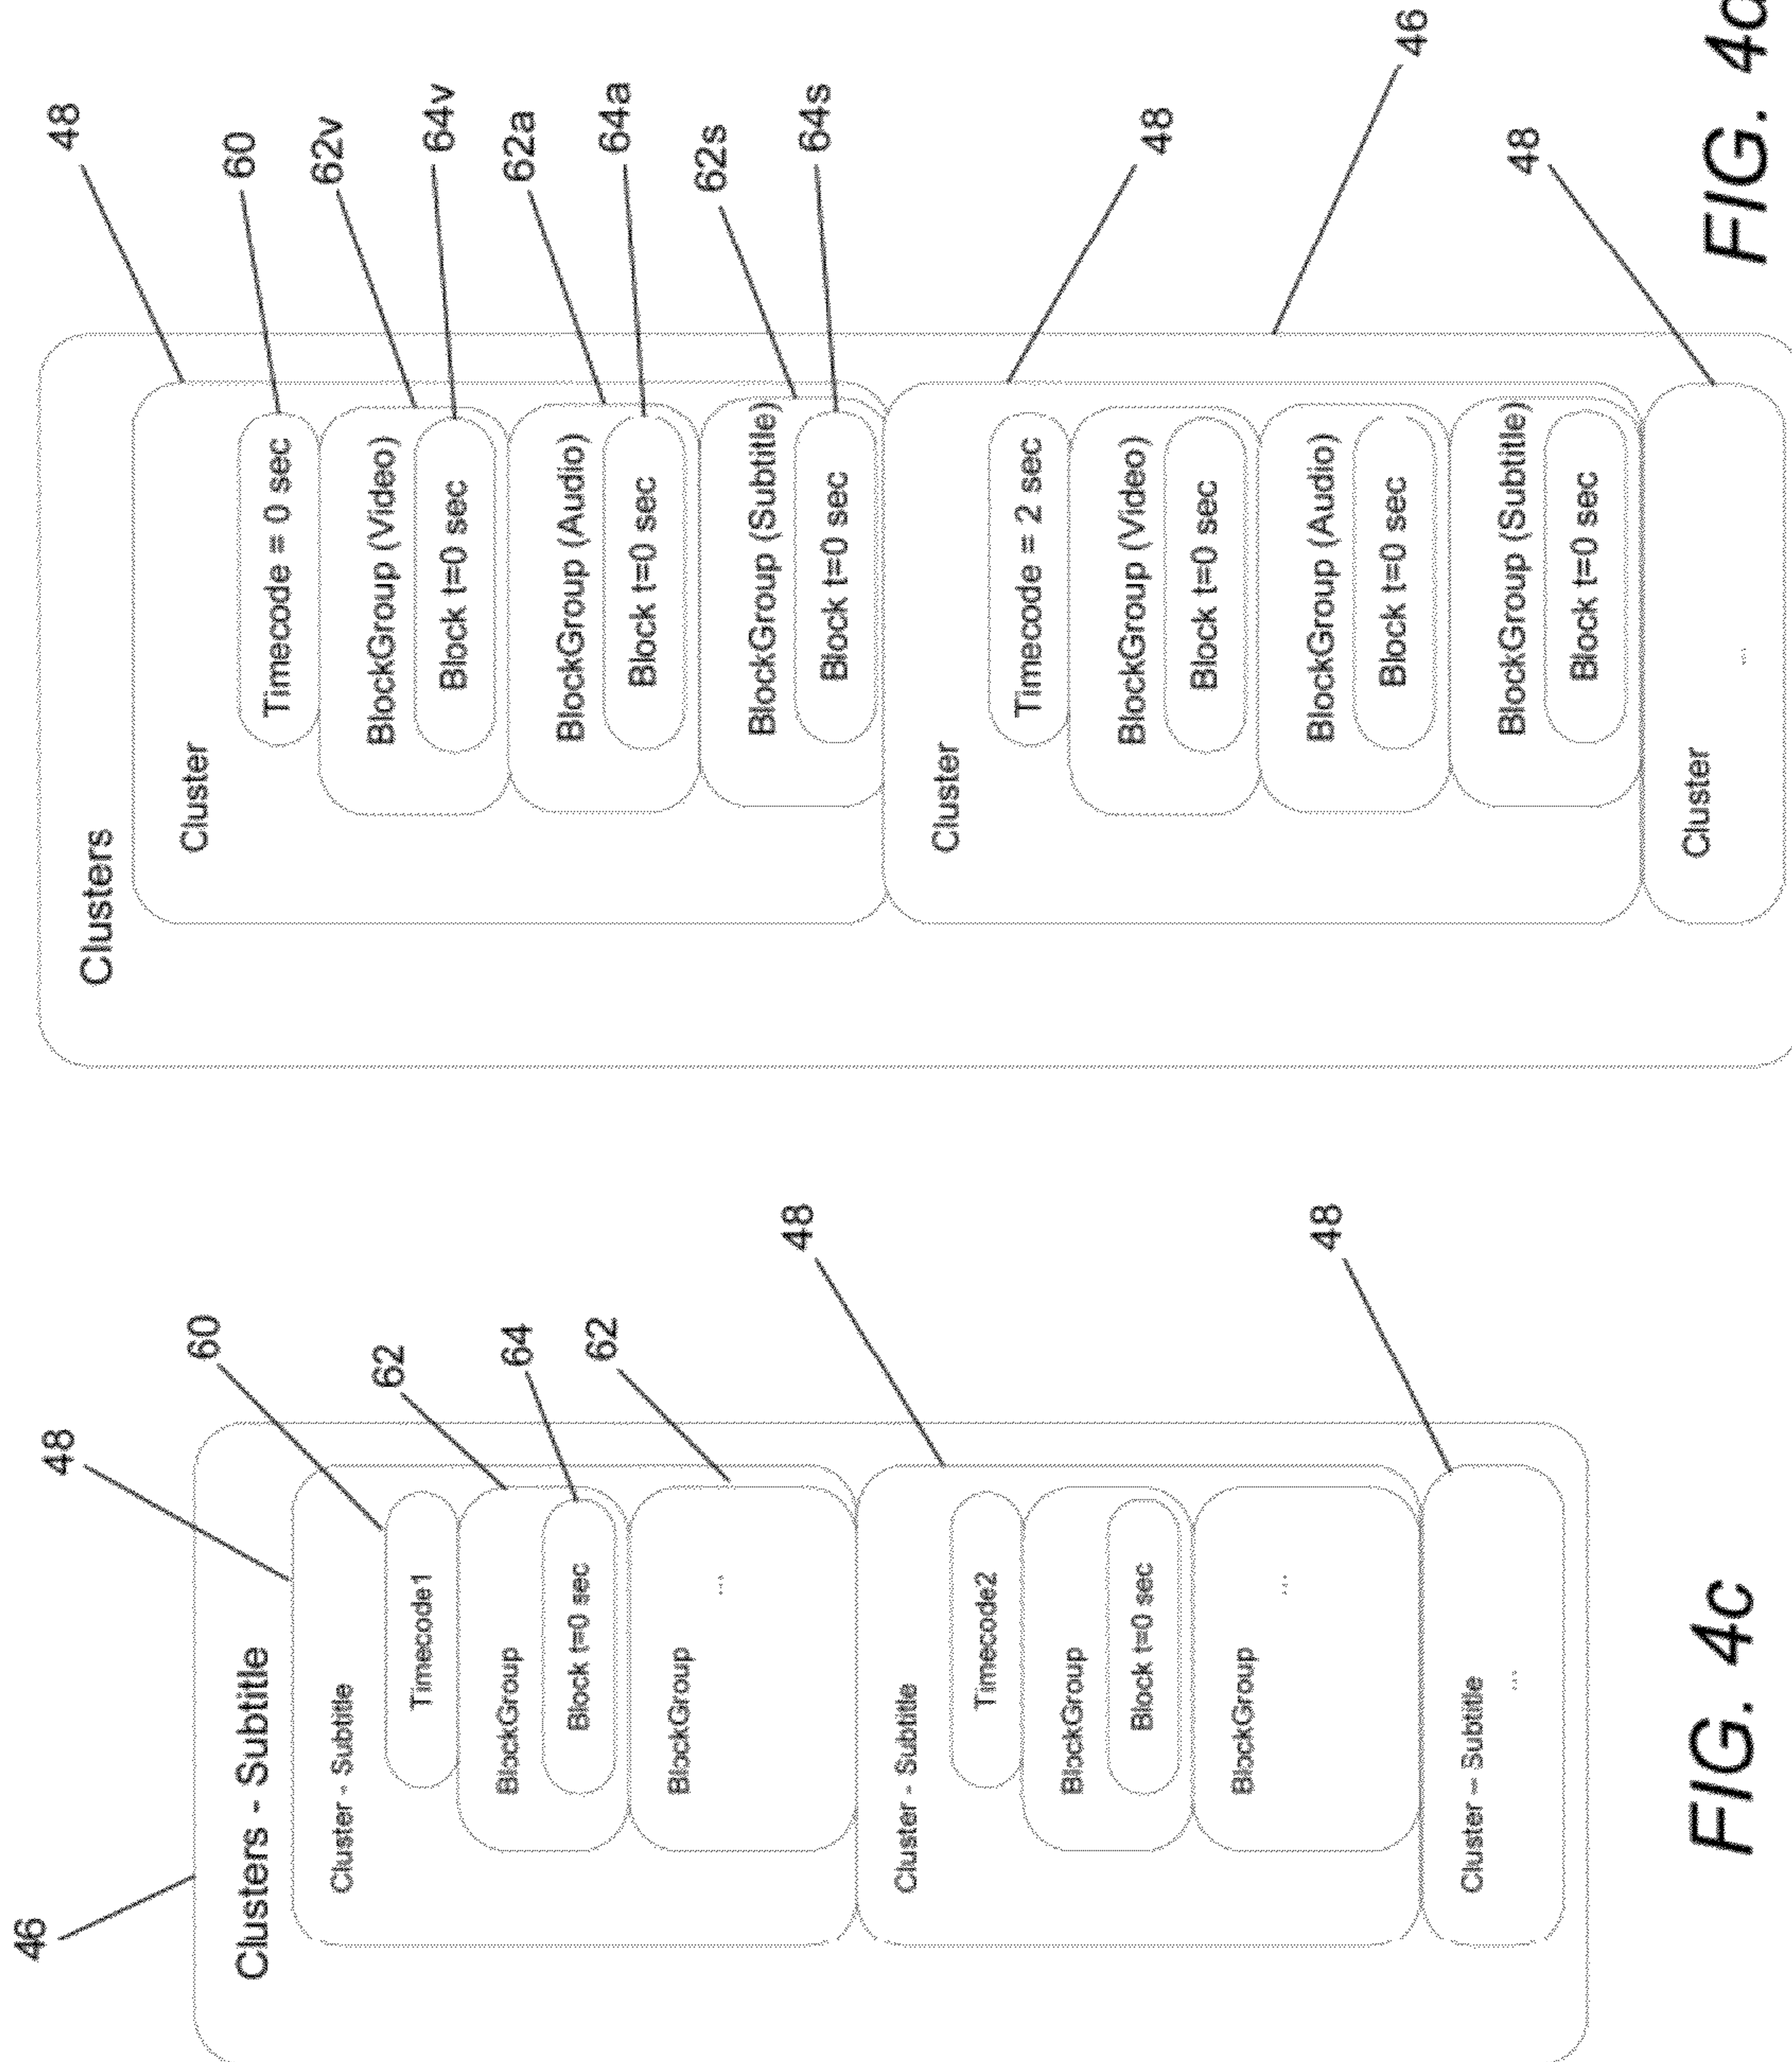 46
48
Clusters - Subtitle
60
Cluster - Subtitle
62
Timecode1
64
BlockGroup
Block t=0 sec
62
BlockGroup
...
48
Cluster - Subtitle
Timecode2
BlockGroup
Block t=0 sec
BlockGroup
...
48
Cluster – Subtitle
...
FIG. 4c
Clusters
48
Cluster
60
Timecode = 0 sec
62v
BlockGroup (Video)
64v
Block t=0 sec
62a
BlockGroup (Audio)
64a
Block t=0 sec
62s
BlockGroup (Subtitle)
64s
Block t=0 sec
Cluster
48
Timecode = 2 sec
BlockGroup (Video)
Block t=0 sec
BlockGroup (Audio)
46
Block t=0 sec
BlockGroup (Subtitle)
48
Block t=0 sec
Cluster
...
FIG.